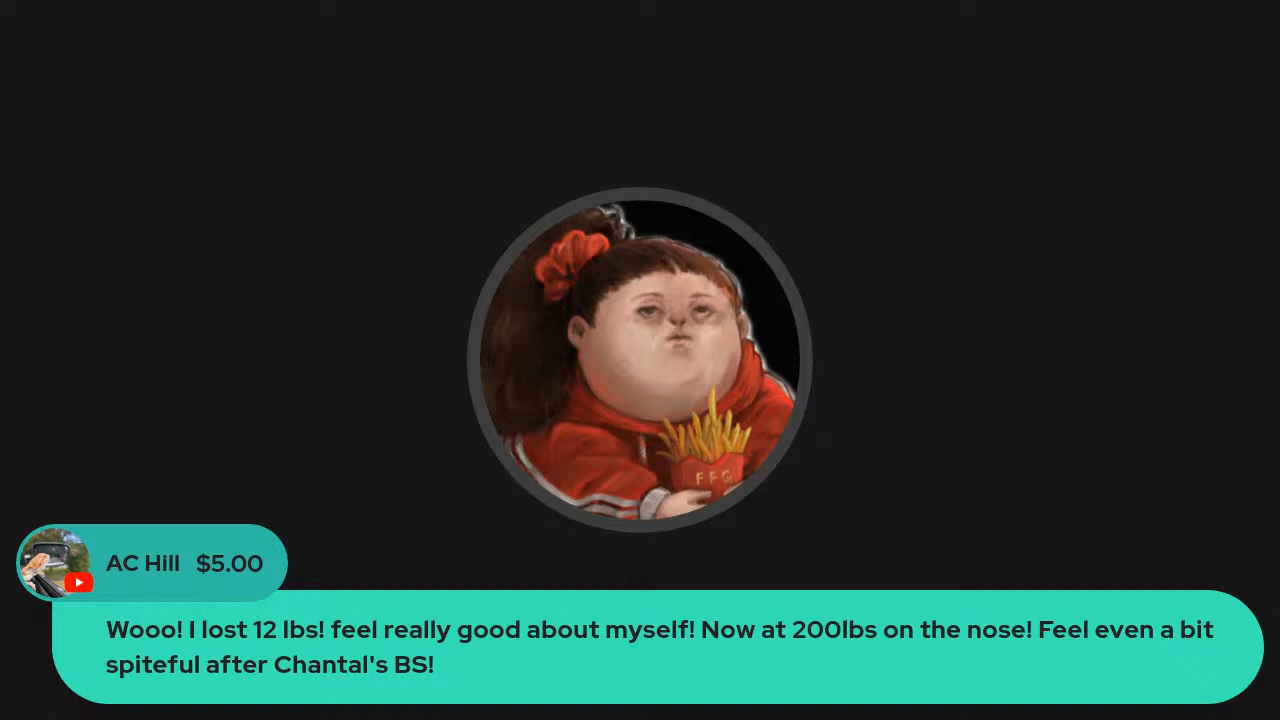 FFG
AC Hill $5.00
Wooo! I lost 12 lbs! feel really good about myself! Now at 200lbs on the nose! Feel even a bit
spiteful after Chantal's BS!